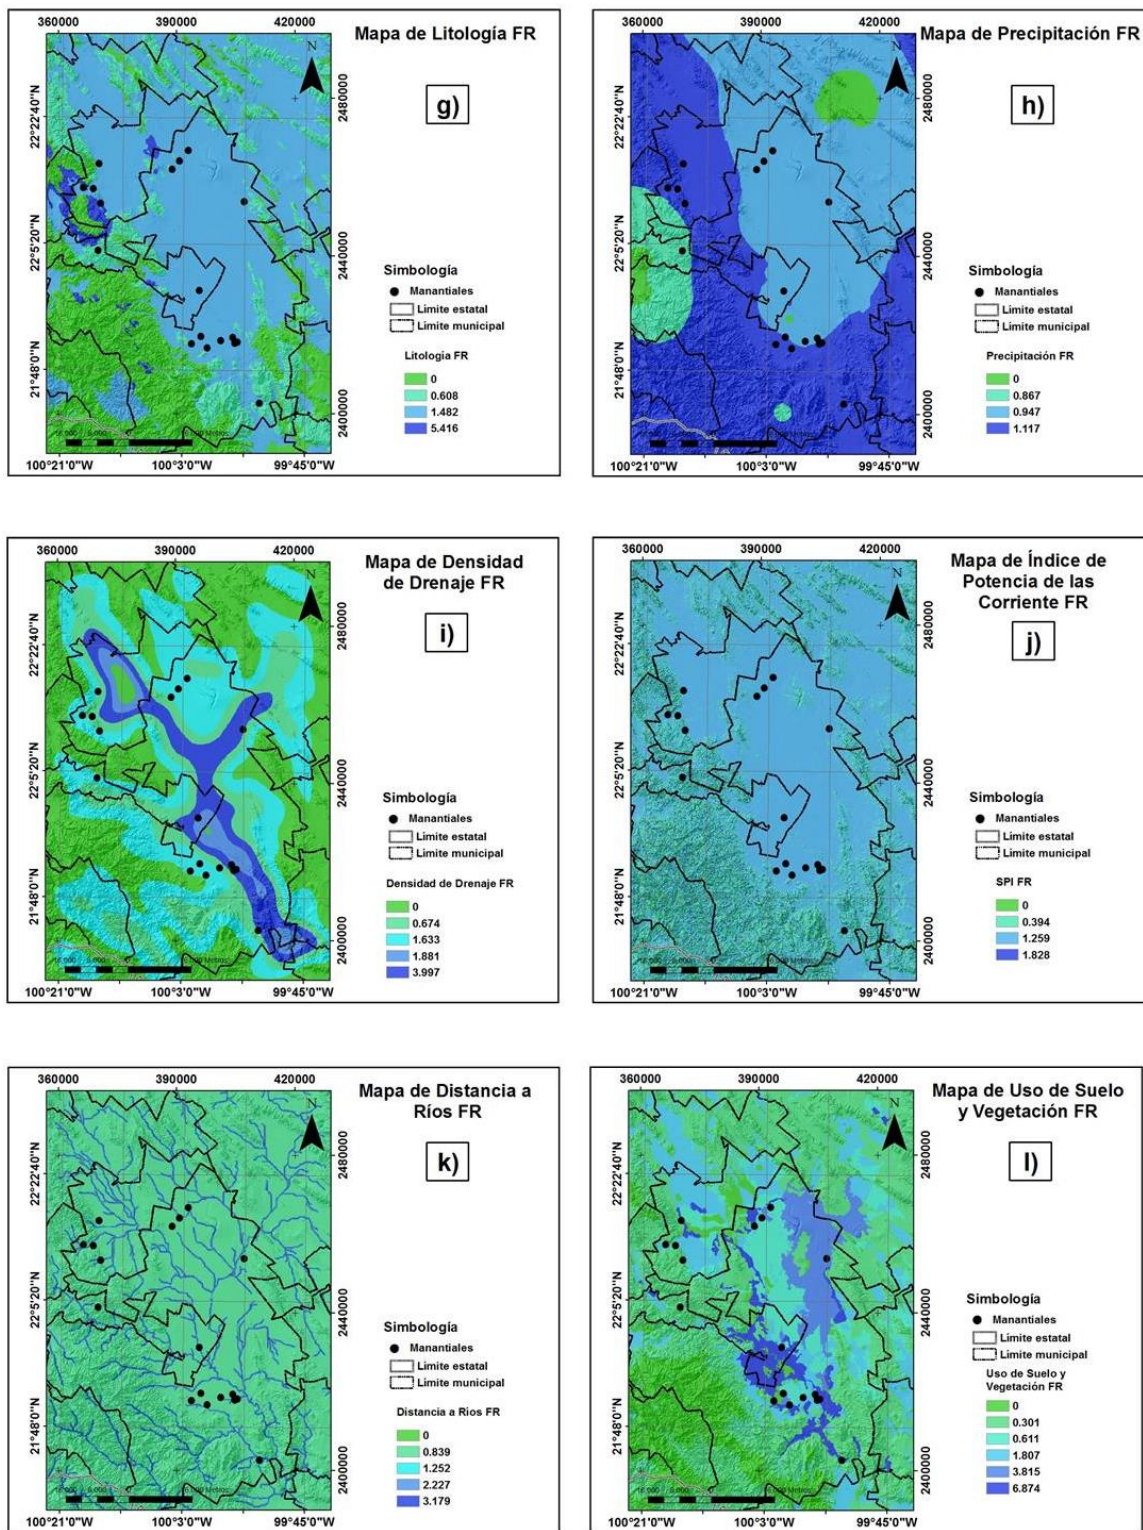 360000 390000 420000
Mapa de Litología FR
g)
N
2480000
2440000
2400000
22°22'40"N
22°5'20"N
21°48'0"N
Simbología
Manantiales
Limite estatal
Limite municipal
Litología FR
0
0.608
1.482
5.416
100°21'0"W 100°3'0"W 99°45'0"W
360000 390000 420000
Mapa de Precipitación FR
h)
N
2480000
2440000
2400000
22°22'40"N
22°5'20"N
21°48'0"N
Simbología
Manantiales
Limite estatal
Limite municipal
Precipitación FR
0
0.867
0.947
1.117
100°21'0"W 100°3'0"W 99°45'0"W
360000 390000 420000
Mapa de Densidad
de Drenaje FR
i)
N
2480000
2440000
2400000
22°22'40"N
22°5'20"N
21°48'0"N
Simbología
Manantiales
Limite estatal
Limite municipal
Densidad de Drenaje FR
0
0.674
1.633
1.881
3.997
100°21'0"W 100°3'0"W 99°45'0"W
360000 390000 420000
Mapa de Índice de
Potencia de las
Corriente FR
j)
N
2480000
2440000
2400000
22°22'40"N
22°5'20"N
21°48'0"N
Simbología
Manantiales
Limite estatal
Limite municipal
SPI FR
0
0.394
1.259
1.828
100°21'0"W 100°3'0"W 99°45'0"W
360000 390000 420000
Mapa de Distancia a
Ríos FR
k)
N
2480000
2440000
2400000
22°22'40"N
22°5'20"N
21°48'0"N
Simbología
Manantiales
Limite estatal
Limite municipal
Distancia a Rios FR
0
0.839
1.252
2.227
3.179
100°21'0"W 100°3'0"W 99°45'0"W
360000 390000 420000
Mapa de Uso de Suelo
y Vegetación FR
l)
N
2480000
2440000
2400000
22°22'40"N
22°5'20"N
21°48'0"N
Simbología
Manantiales
Limite estatal
Limite municipal
Uso de Suelo y
Vegetación FR
0
0.301
0.611
1.807
3.815
6.874
100°21'0"W 100°3'0"W 99°45'0"W